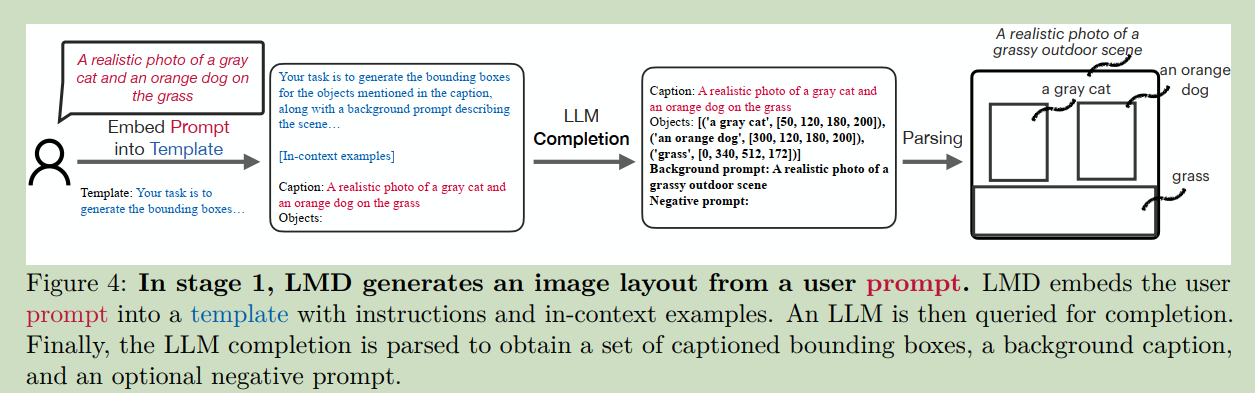 A realistic photo of a gray
cat and an orange dog on
the grass
Embed Prompt
into Template
Template: Your task is to
generate the bounding boxes…
Your task is to generate the bounding boxes
for the objects mentioned in the caption,
along with a background prompt describing
the scene…
[In-context examples]
Caption: A realistic photo of a gray cat and
an orange dog on the grass
Objects:
LLM
Completion
Caption: A realistic photo of a gray cat and
an orange dog on the grass
Objects: [('a gray cat', [50, 120, 180, 200]),
('an orange dog', [300, 120, 180, 200]),
('grass', [0, 340, 512, 172])]
Background prompt: A realistic photo of a
grassy outdoor scene
Negative prompt:
Parsing
A realistic photo of a
grassy outdoor scene
an orange
dog
a gray cat
grass
Figure 4: In stage 1, LMD generates an image layout from a user prompt. LMD embeds the user
prompt into a template with instructions and in-context examples. An LLM is then queried for completion.
Finally, the LLM completion is parsed to obtain a set of captioned bounding boxes, a background caption,
and an optional negative prompt.